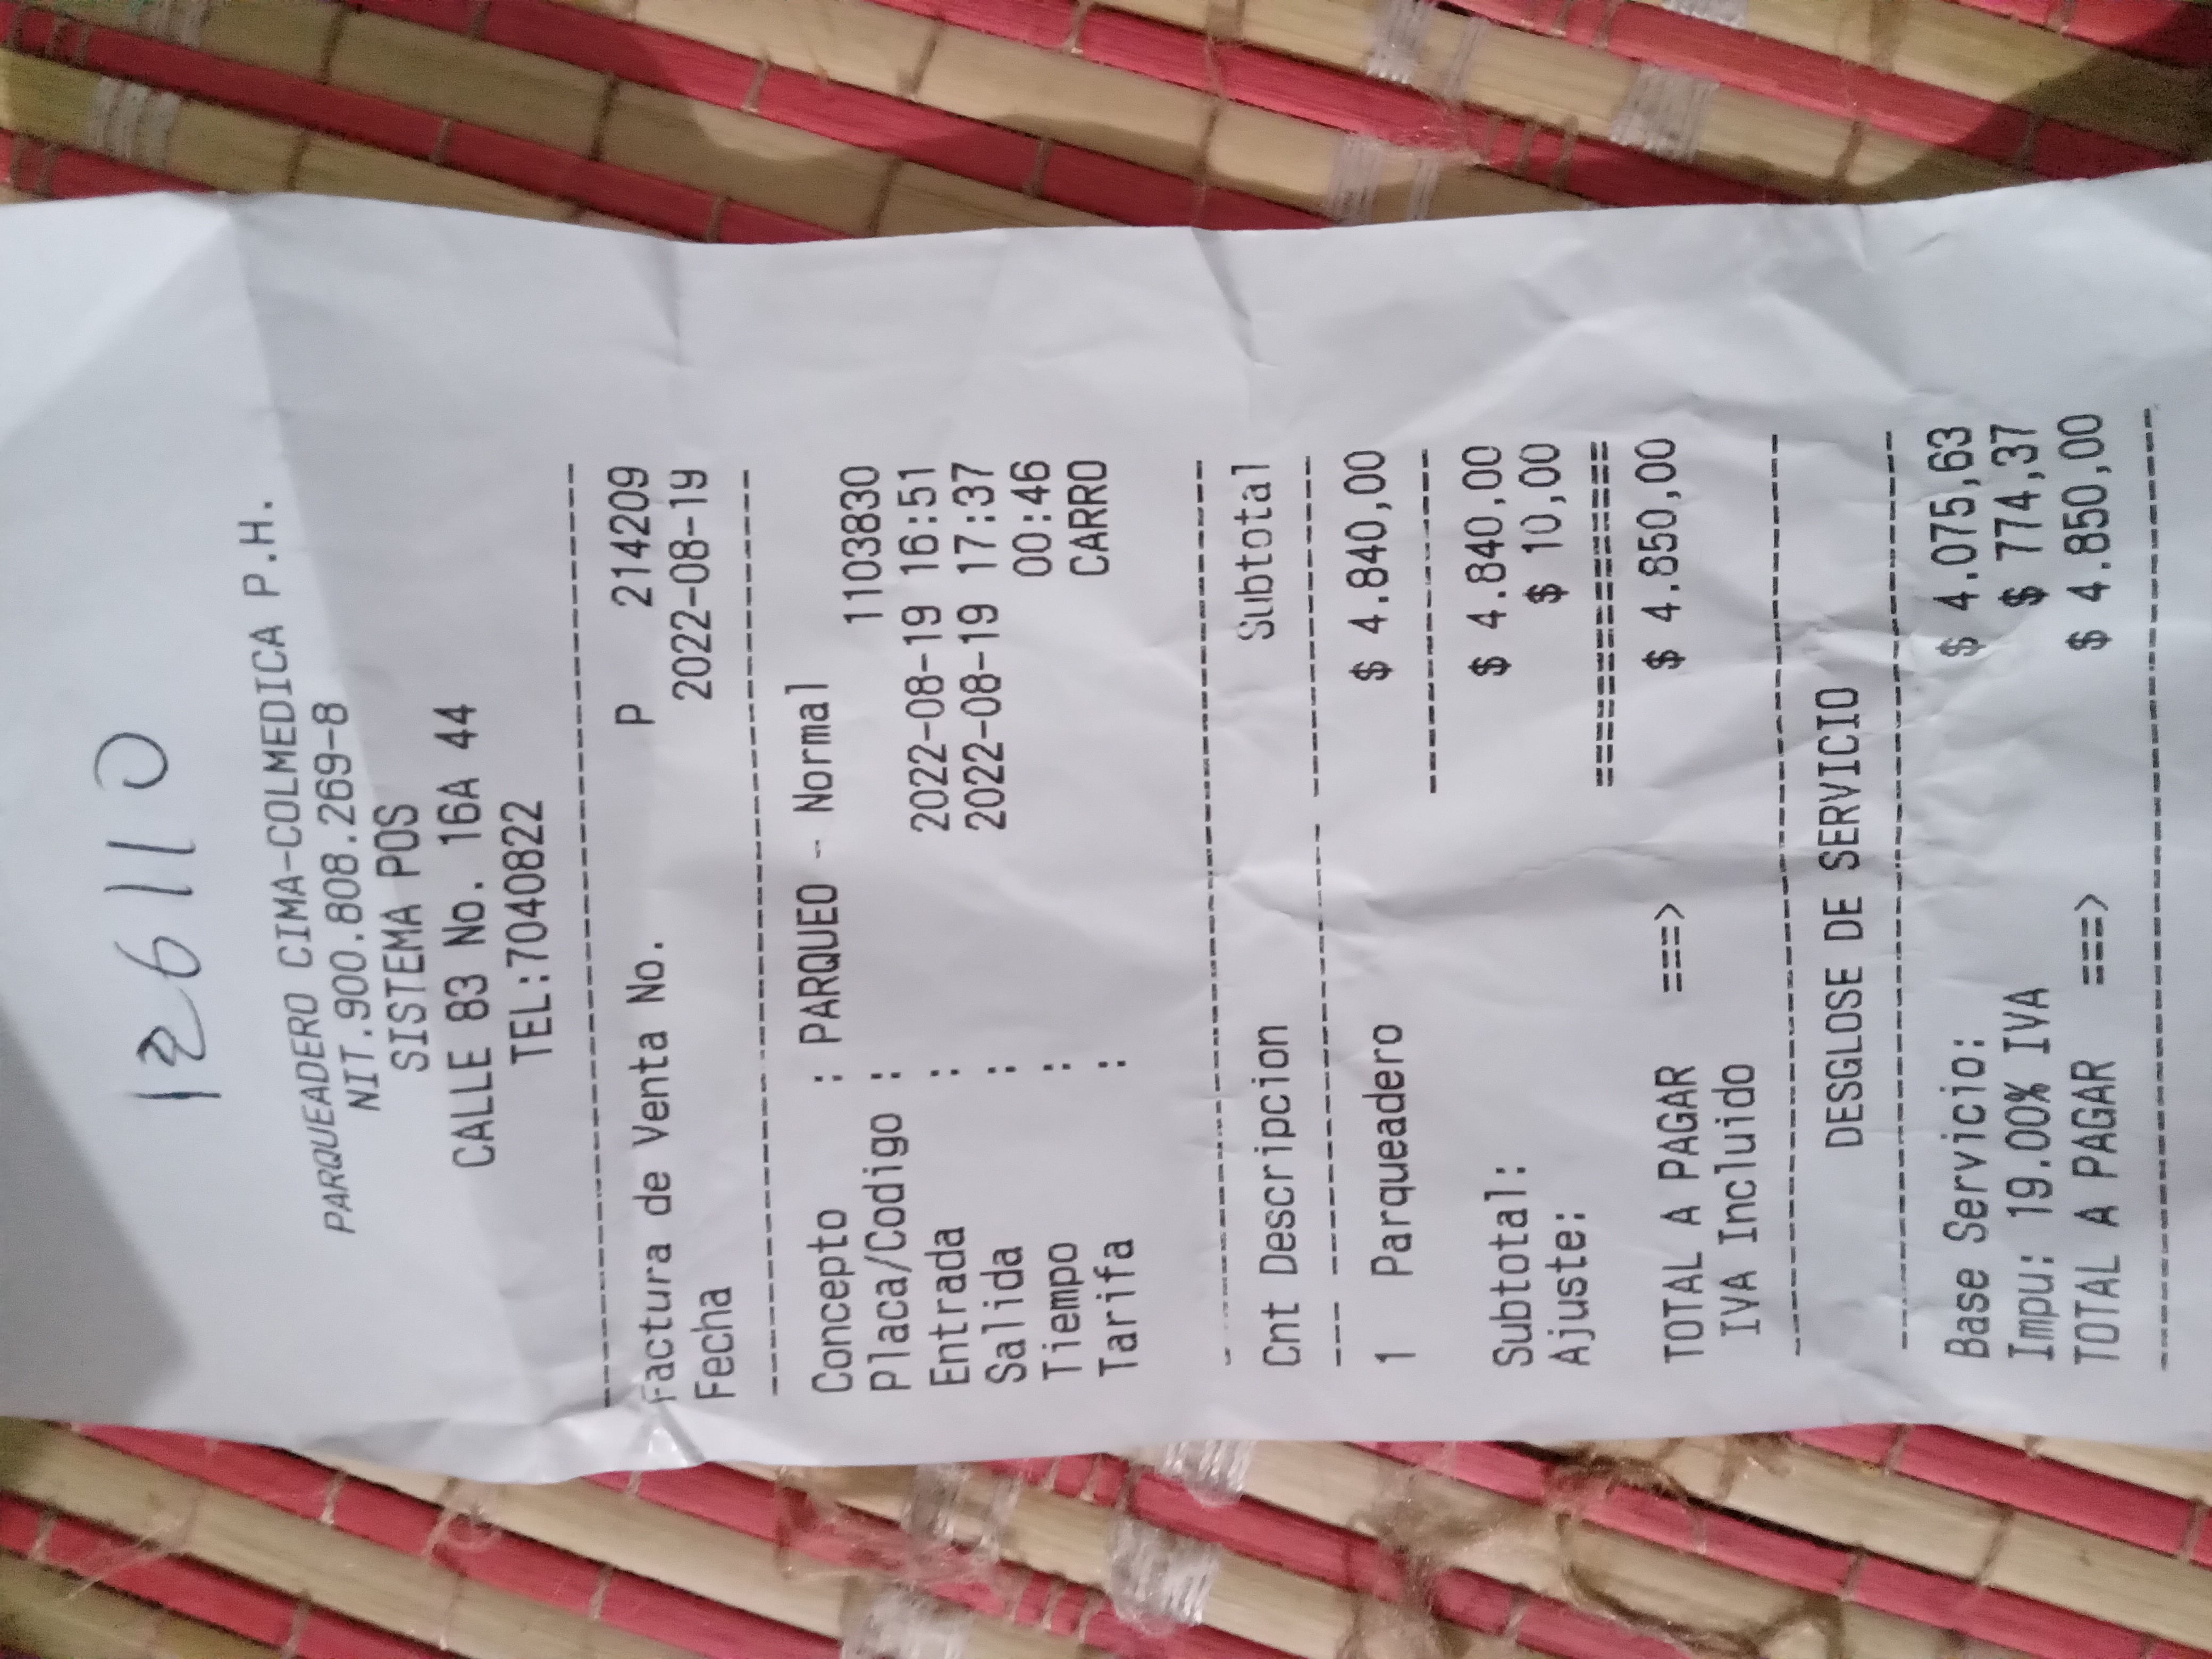 126110
PARQUEADERO CIMA-COLMEDICA P.H.
NIT.900.808.269-8
SISTEMA POS
CALLE 83 No. 16A 44
TEL:7040822
------------------------------------------------
Factura de Venta No. P 214209
Fecha 2022-08-19
------------------------------------------------
Concepto : PARQUEO - Normal
Placa/Codigo : 1103830
Entrada : 2022-08-19 16:51
Salida : 2022-08-19 17:37
Tiempo : 00:46
Tarifa : CARRO
------------------------------------------------
Cnt Descripcion Subtotal
------------------------------------------------
1 Parqueadero $ 4.840,00
------------------
Subtotal: $ 4.840,00
Ajuste: $ 10,00
==================
TOTAL A PAGAR ===> $ 4.850,00
IVA Incluido
------------------------------------------------
DESGLOSE DE SERVICIO
------------------------------------------------
Base Servicio: $ 4.075,63
Impu: 19.00% IVA $ 774,37
TOTAL A PAGAR ===> $ 4.850,00
------------------------------------------------